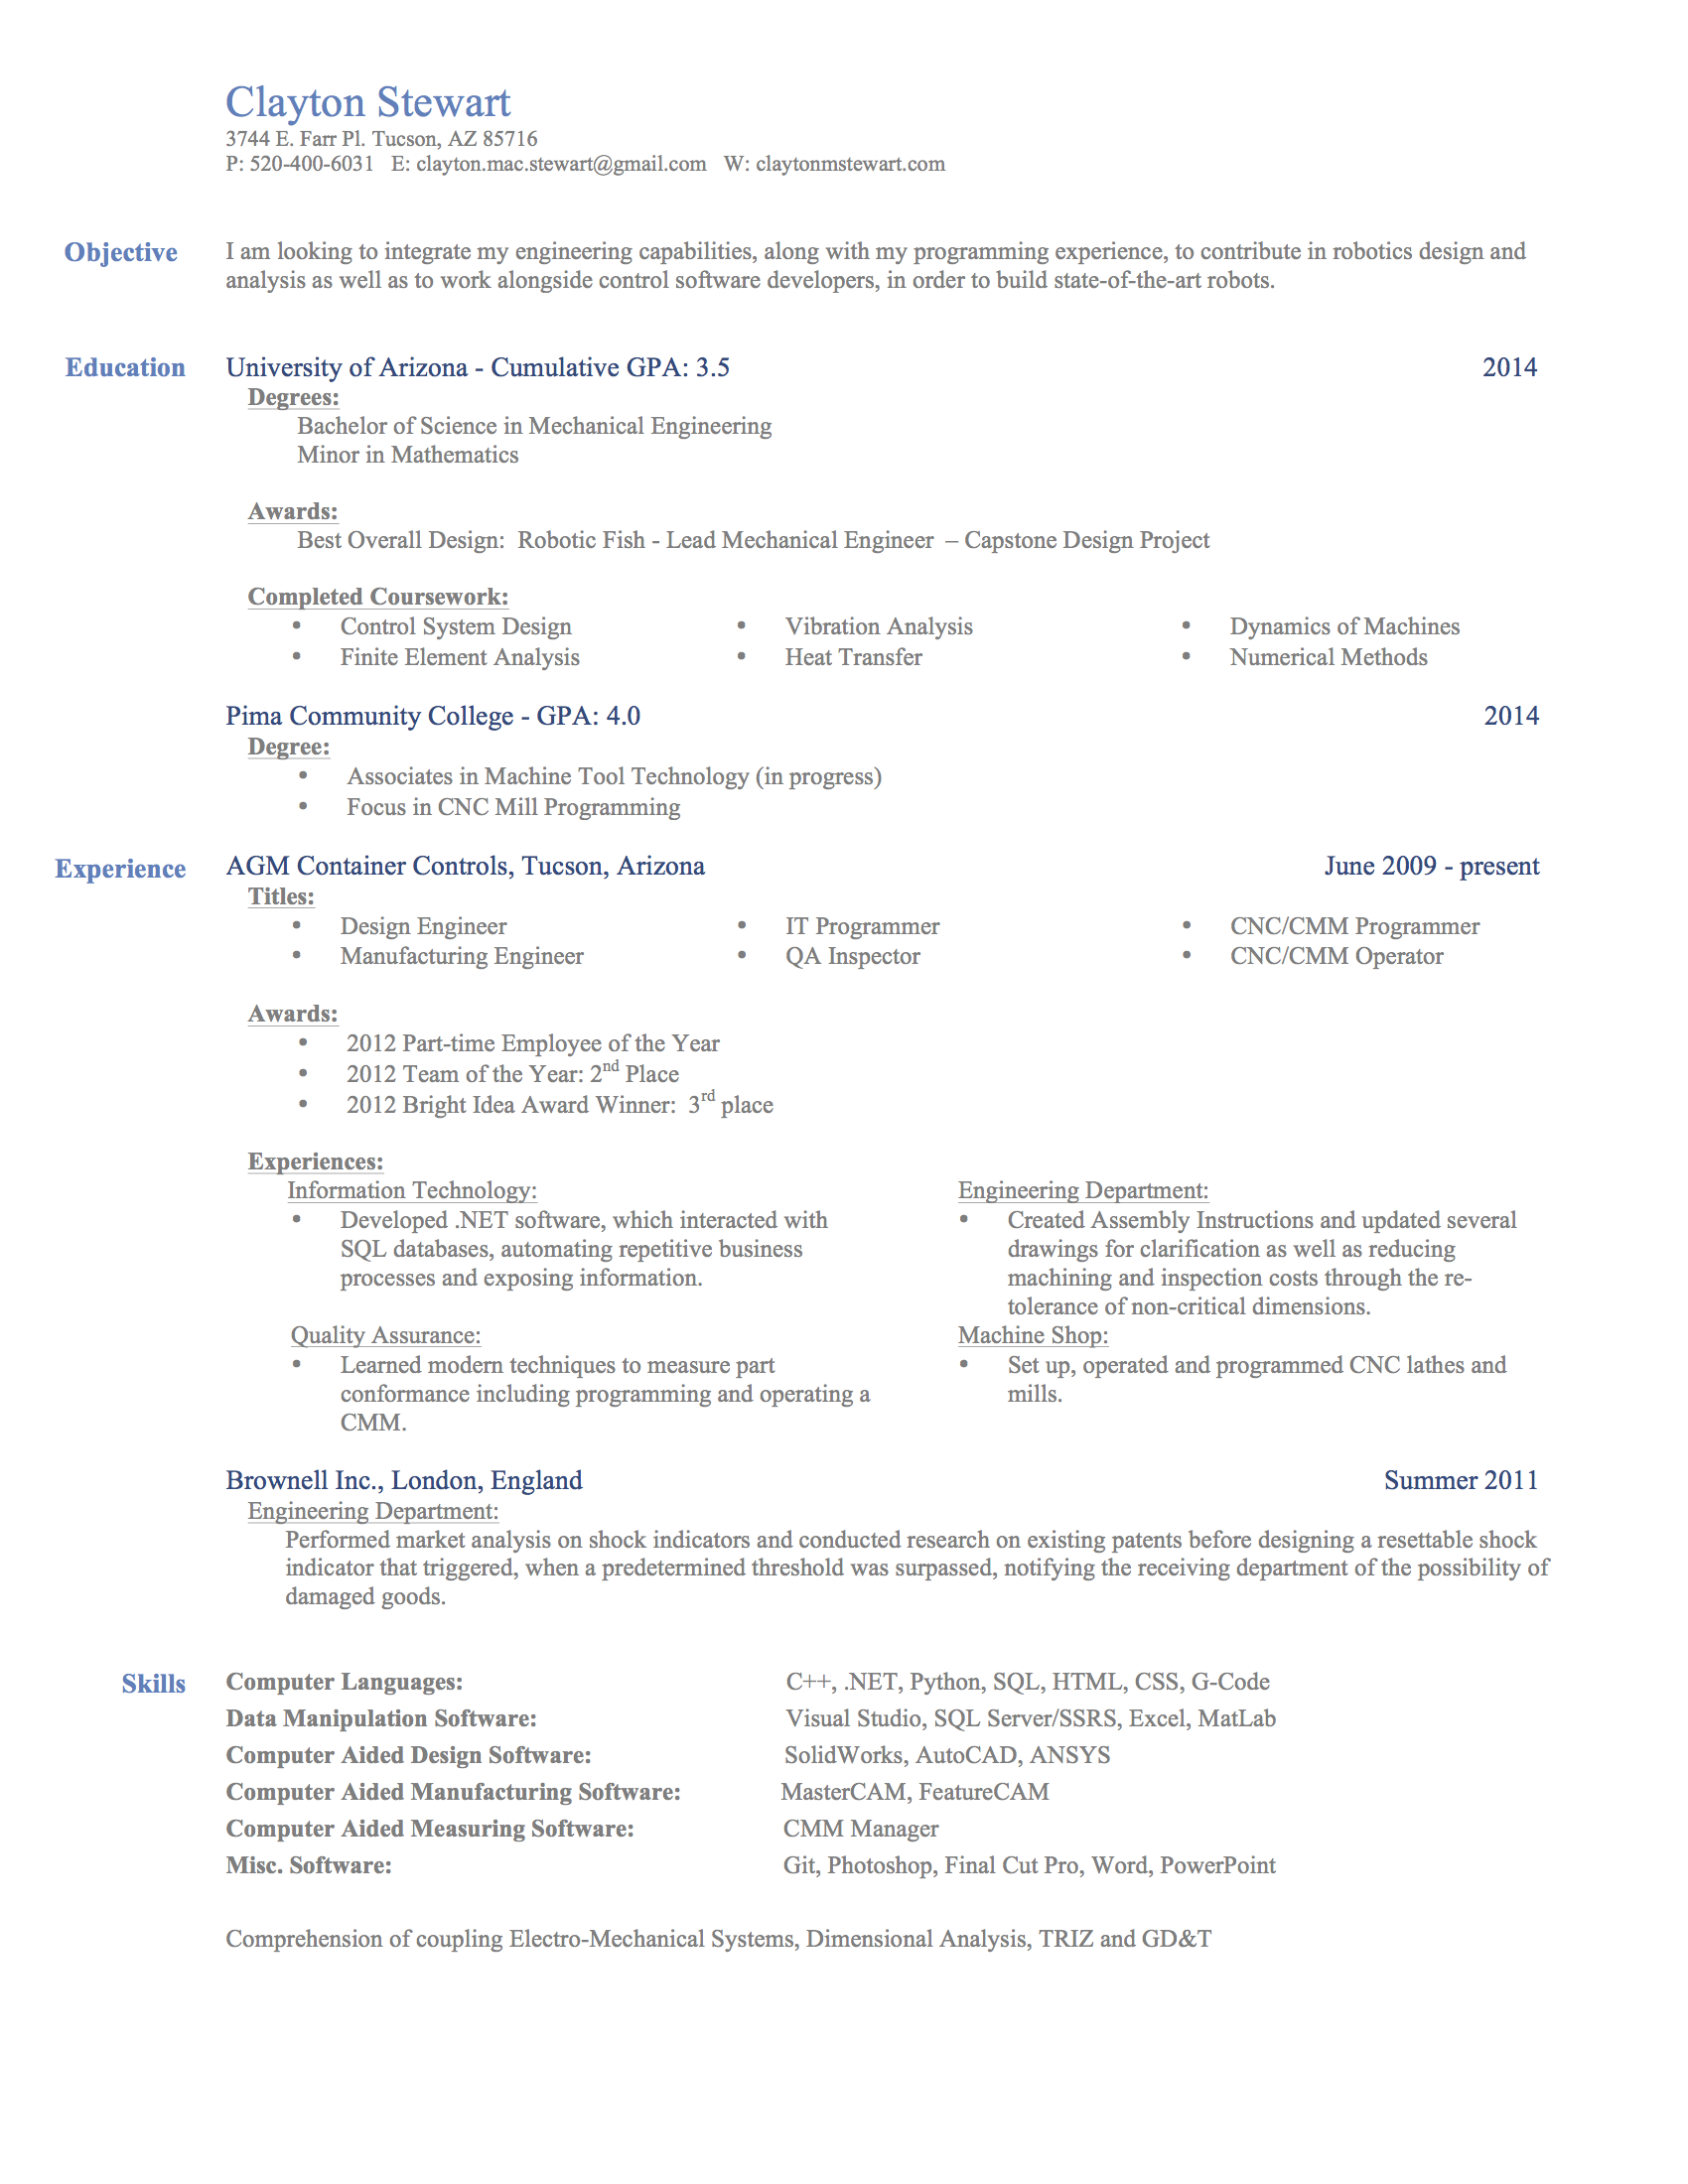 Clayton Stewart
3744 E. Farr Pl. Tucson, AZ 85716
P: 520-400-6031 E: clayton.mac.stewart@gmail.com W: claytonmstewart.com
Objective I am looking to integrate my engineering capabilities, along with my programming experience, to contribute in robotics design and
analysis as well as to work alongside control software developers, in order to build state-of-the-art robots.
Education University of Arizona - Cumulative GPA: 3.5 2014
Degrees:
Bachelor of Science in Mechanical Engineering
Minor in Mathematics
Awards:
Best Overall Design: Robotic Fish - Lead Mechanical Engineer – Capstone Design Project
Completed Coursework:
• Control System Design • Vibration Analysis • Dynamics of Machines
• Finite Element Analysis • Heat Transfer • Numerical Methods
Pima Community College - GPA: 4.0 2014
Degree:
• Associates in Machine Tool Technology (in progress)
• Focus in CNC Mill Programming
Experience AGM Container Controls, Tucson, Arizona June 2009 - present
Titles:
• Design Engineer • IT Programmer • CNC/CMM Programmer
• Manufacturing Engineer • QA Inspector • CNC/CMM Operator
Awards:
• 2012 Part-time Employee of the Year
• 2012 Team of the Year: 2nd Place
• 2012 Bright Idea Award Winner: 3rd place
Experiences:
Information Technology:
• Developed .NET software, which interacted with
SQL databases, automating repetitive business
processes and exposing information.
Engineering Department:
• Created Assembly Instructions and updated several
drawings for clarification as well as reducing
machining and inspection costs through the re-
tolerance of non-critical dimensions.
Quality Assurance:
• Learned modern techniques to measure part
conformance including programming and operating a
CMM.
Machine Shop:
• Set up, operated and programmed CNC lathes and
mills.
Brownell Inc., London, England Summer 2011
Engineering Department:
Performed market analysis on shock indicators and conducted research on existing patents before designing a resettable shock
indicator that triggered, when a predetermined threshold was surpassed, notifying the receiving department of the possibility of
damaged goods.
Skills Computer Languages: C++, .NET, Python, SQL, HTML, CSS, G-Code
Data Manipulation Software: Visual Studio, SQL Server/SSRS, Excel, MatLab
Computer Aided Design Software: SolidWorks, AutoCAD, ANSYS
Computer Aided Manufacturing Software: MasterCAM, FeatureCAM
Computer Aided Measuring Software: CMM Manager
Misc. Software: Git, Photoshop, Final Cut Pro, Word, PowerPoint
Comprehension of coupling Electro-Mechanical Systems, Dimensional Analysis, TRIZ and GD&T